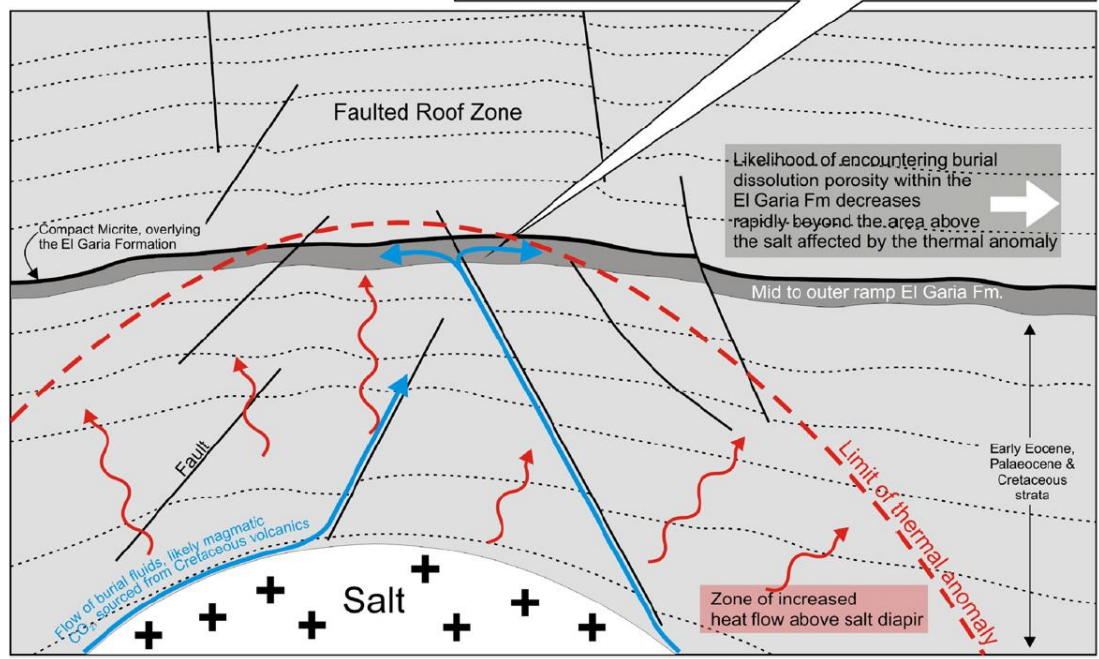 Faulted Roof Zone
Likelihood of encountering burial
dissolution porosity within the
El Garia Fm decreases
rapidly beyond the area above
the salt affected by the thermal anomaly
Compact Micrite, overlying
the El Garia Formation
Mid to outer ramp El Garia Fm.
Fault
Early Eocene,
Palaeocene &
Cretaceous
strata
Limit of thermal anomaly
Flow of burial fluids, likely magmatic
CO₂, sourced from Cretaceous volcanics
Salt
Zone of increased
heat flow above salt diapir